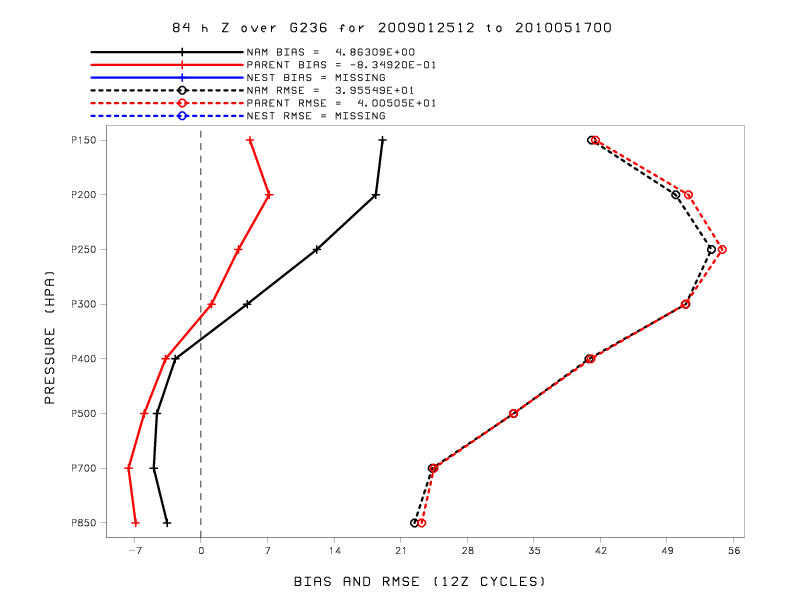 84 h Z over G236 for 2009012512 to 2010051700
NAM BIAS = 4.86309E+00
PARENT BIAS = -8.34920E-01
NEST BIAS = MISSING
NAM RMSE = 3.95549E+01
PARENT RMSE = 4.00505E+01
NEST RMSE = MISSING
P150
P200
P250
P300
P400
P500
P700
P850
PRESSURE (HPA)
-7 0 7 14 21 28 35 42 49 56
BIAS AND RMSE (12Z CYCLES)